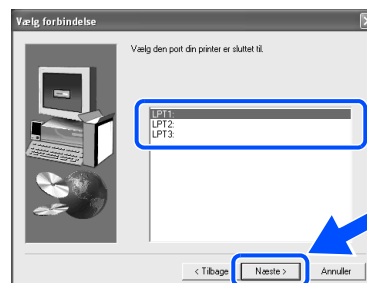 Vælg forbindelse
Vælg den port din printer er sluttet til.
LPT1:
LPT2:
LPT3:
< Tilbage
Næste >
Annuller